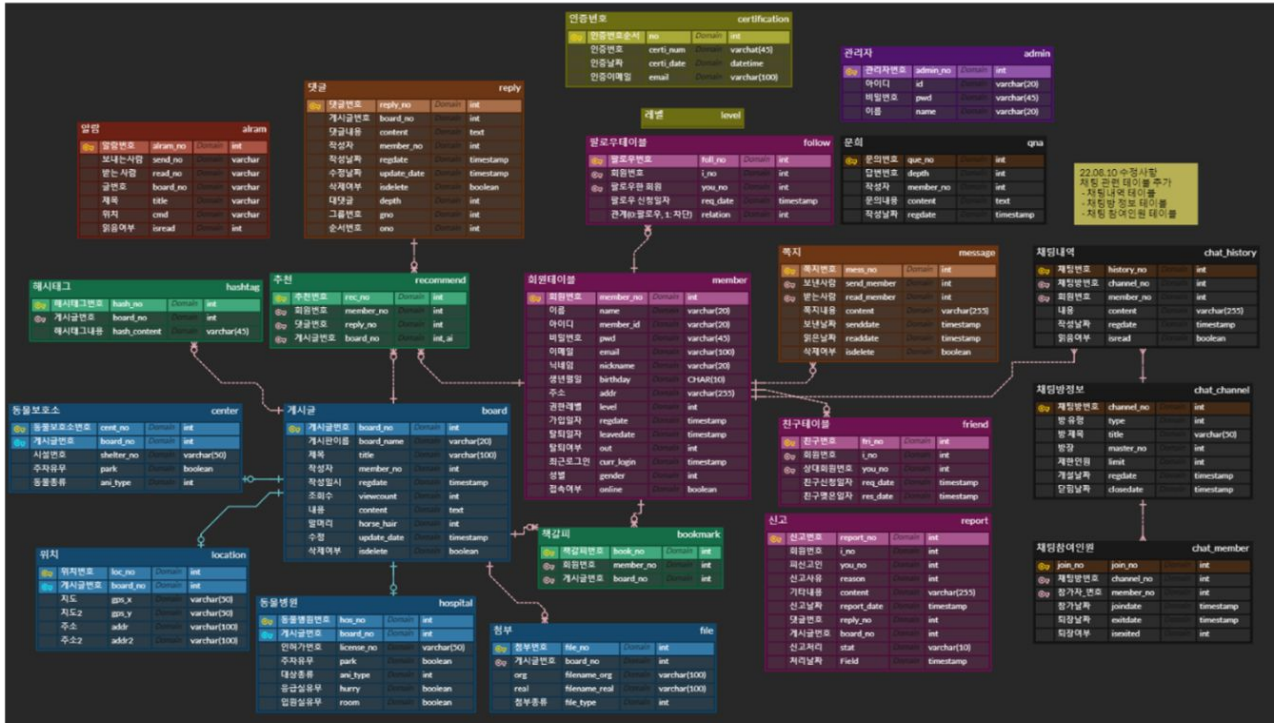 인증번호 certification
인증번호순서 no Domain int
인증번호 certi_num Domain varchat(45)
인증날짜 certi_date Domain datetime
인증이메일 email Domain varchar(100)
관리자 admin
관리자번호 admin_no Domain int
아이디 id Domain varchar(20)
비밀번호 pwd Domain varchar(45)
이름 name Domain varchar(20)
댓글 reply
댓글번호 reply_no Domain int
게시글번호 board_no Domain int
댓글내용 content Domain text
작성자 member_no Domain int
작성날짜 regdate Domain timestamp
수정날짜 update_date Domain timestamp
삭제여부 isdelete Domain boolean
대댓글 depth Domain int
그룹번호 gno Domain int
순서번호 ono Domain int
알람 alram
알람번호 alram_no Domain int
보내는사람 send_no Domain varchar
받는 사람 read_no Domain varchar
글번호 board_no Domain varchar
제목 title Domain varchar
위치 cmd Domain varchar
읽음여부 isread Domain int
레벨 level
팔로우테이블 follow
팔로우번호 foll_no Domain int
회원번호 i_no Domain int
팔로우한 회원 you_no Domain int
팔로우 신청일자 req_date Domain timestamp
관계(0:팔로우, 1: 차단) relation Domain int
문의 qna
문의번호 que_no Domain int
답변번호 depth Domain int
작성자 member_no Domain int
문의내용 content Domain text
작성날짜 regdate Domain timestamp
22.08.10 수정사항
채팅 관련 테이블 추가
- 채팅내역 테이블
- 채팅방 정보 테이블
- 채팅 참여인원 테이블
해시태그 hashtag
해시태그번호 hash_no Domain int
게시글번호 board_no Domain int
해시태그내용 hash_content Domain varchar(45)
추천 recommend
추천번호 rec_no Domain int
회원번호 member_no Domain int
댓글번호 reply_no Domain int
게시글번호 board_no Domain int, ai
회원테이블 member
회원번호 member_no Domain int
이름 name Domain varchar(20)
아이디 member_id Domain varchar(20)
비밀번호 pwd Domain varchar(45)
이메일 email Domain varchar(100)
닉네임 nickname Domain varchar(20)
생년월일 birthday Domain CHAR(10)
주소 addr Domain varchar(255)
권한레벨 level Domain int
가입일자 regdate Domain timestamp
탈퇴일자 leavedate Domain timestamp
탈퇴여부 out Domain int
최근로그인 curr_login Domain timestamp
성별 gender Domain int
접속여부 online Domain boolean
쪽지 message
쪽지번호 mess_no Domain int
보낸사람 send_member Domain int
받는사람 read_member Domain int
쪽지내용 content Domain varchar(255)
보낸날짜 senddate Domain timestamp
읽은날짜 readdate Domain timestamp
삭제여부 isdelete Domain boolean
채팅내역 chat_history
채팅번호 history_no Domain int
채팅방번호 channel_no Domain int
회원번호 member_no Domain int
내용 content Domain varchar(255)
작성날짜 regdate Domain timestamp
읽음여부 isread Domain boolean
동물보호소 center
동물보호소번호 cent_no Domain int
게시글번호 board_no Domain int
시설번호 shelter_no Domain varchar(50)
주차유무 park Domain boolean
동물종류 ani_type Domain int
게시글 board
게시글번호 board_no Domain int
게시판이름 board_name Domain varchar(20)
제목 title Domain varchar(100)
작성자 member_no Domain int
작성일시 regdate Domain timestamp
조회수 viewcount Domain int
내용 content Domain text
말머리 horse_hair Domain int
수정 update_date Domain timestamp
삭제여부 isdelete Domain boolean
친구테이블 friend
친구번호 fri_no Domain int
회원번호 i_no Domain int
상대회원번호 you_no Domain int
친구신청일자 req_date Domain timestamp
친구맺은일자 res_date Domain timestamp
채팅방정보 chat_channel
채팅방번호 channel_no Domain int
방 유형 type Domain int
방 제목 title Domain varchar(50)
방장 master_no Domain int
제한인원 limit Domain int
개설날짜 regdate Domain timestamp
닫힘날짜 closedate Domain timestamp
위치 location
위치번호 loc_no Domain int
게시글번호 board_no Domain int
지도 gps_x Domain varchar(50)
지도2 gps_y Domain varchar(50)
주소 addr Domain varchar(100)
주소2 addr2 Domain varchar(100)
동물병원 hospital
동물병원번호 hos_no Domain int
게시글번호 board_no Domain int
인허가번호 license_no Domain varchar(50)
주차유무 park Domain boolean
대상종류 ani_type Domain int
응급실유무 hurry Domain boolean
입원실유무 room Domain boolean
책갈피 bookmark
책갈피번호 book_no Domain int
회원번호 member_no Domain int
게시글번호 board_no Domain int
첨부 file
첨부번호 file_no Domain int
게시글번호 board_no Domain int
org filename_org Domain varchar(100)
real filename_real Domain varchar(100)
첨부종류 file_type Domain int
신고 report
신고번호 report_no Domain int
회원번호 i_no Domain int
피신고인 you_no Domain int
신고사유 reason Domain int
기타내용 content Domain varchar(255)
신고날짜 report_date Domain timestamp
댓글번호 reply_no Domain int
게시글번호 board_no Domain int
신고처리 stat Domain varchar(10)
처리날짜 Field Domain timestamp
채팅참여인원 chat_member
join_no join_no Domain int
채팅방번호 channel_no Domain int
참가자_번호 member_no Domain int
참가날짜 joindate Domain timestamp
퇴장날짜 exitdate Domain timestamp
퇴장여부 isexited Domain int